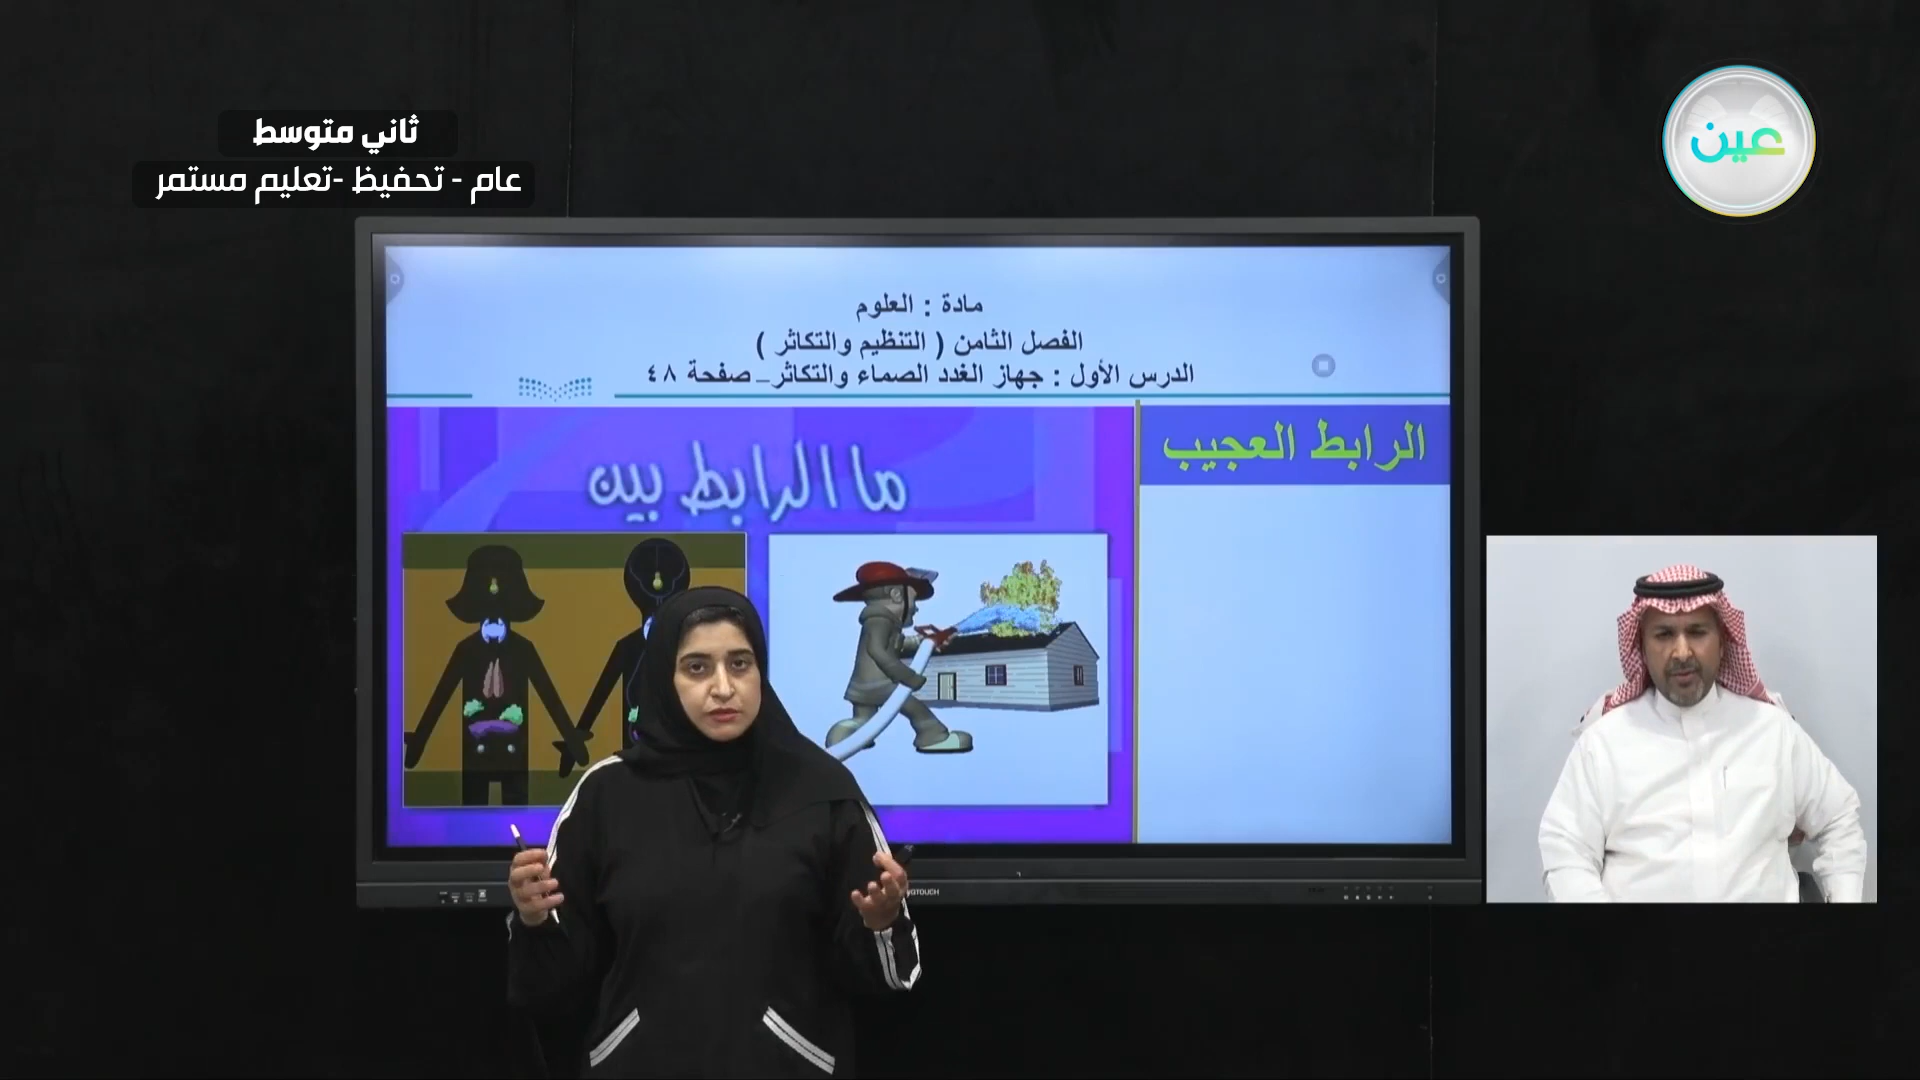 ثاني متوسط
عام - تحفيظ -تعليم مستمر
عين
مادة : العلوم
الفصل الثامن ( التنظيم والتكاثر )
الدرس الأول : جهاز الغدد الصماء والتكاثر_ صفحة ٤٨
الرابط العجيب
ما الرابط بين